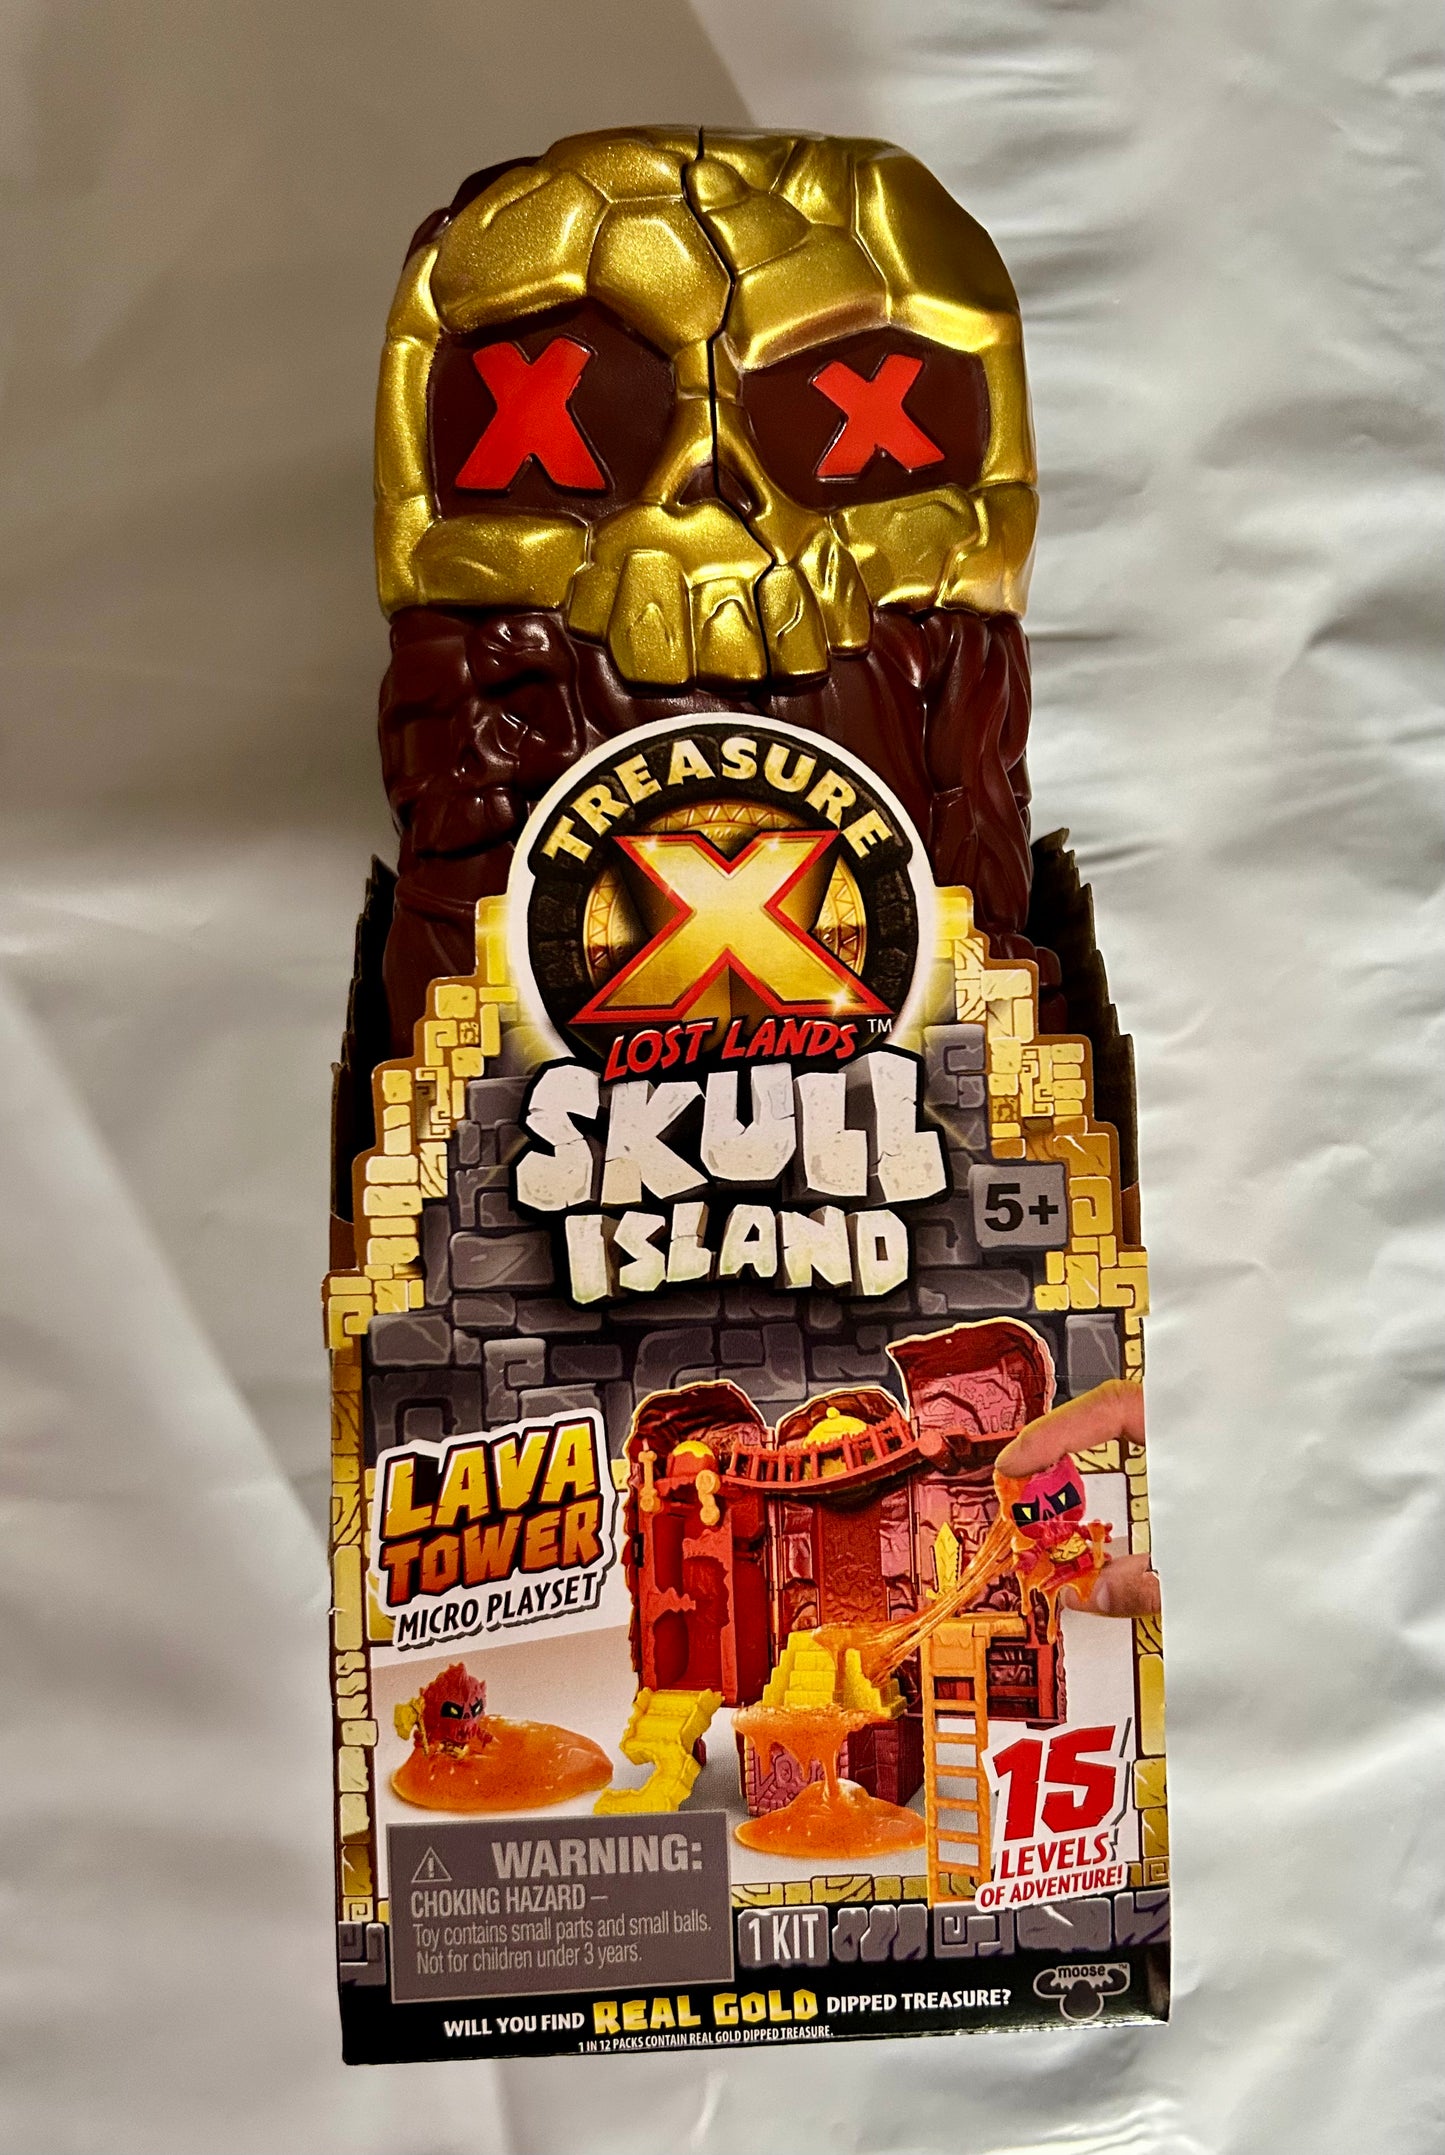 X X
TREASURE
X
LOST LANDS™
SKULL
ISLAND
5+
LAVA
TOWER
MICRO PLAYSET
15
LEVELS
OF ADVENTURE!
WARNING:
CHOKING HAZARD –
Toy contains small parts and small balls.
Not for children under 3 years.
1 KIT
moose™
WILL YOU FIND REAL GOLD DIPPED TREASURE?
1 IN 12 PACKS CONTAIN REAL GOLD DIPPED TREASURE.